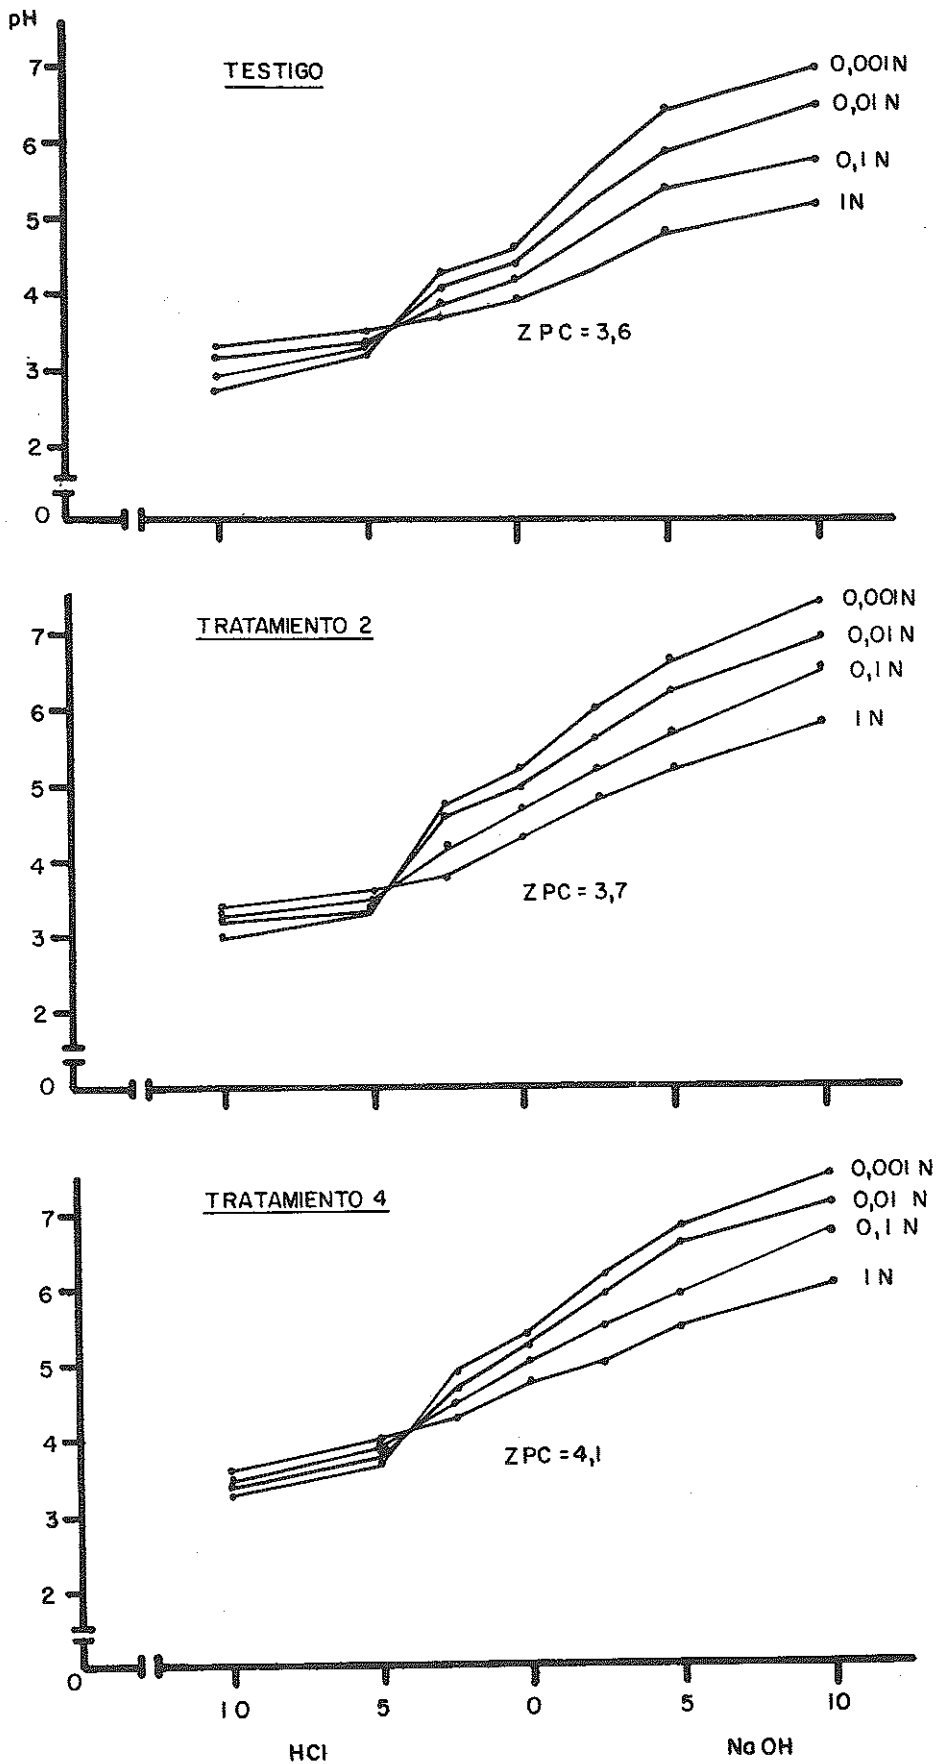 pH
TESTIGO
7
6
5
4
3
2
0
0,001N
0,01 N
0,1 N
1N
ZPC = 3,6
TRATAMIENTO 2
7
6
5
4
3
2
0
0,001N
0,01 N
0,1 N
1 N
ZPC = 3,7
TRATAMIENTO 4
7
6
5
4
3
2
0
0,001 N
0,01 N
0,1 N
1 N
ZPC = 4,1
10 5 0 5 10
HCl NaOH